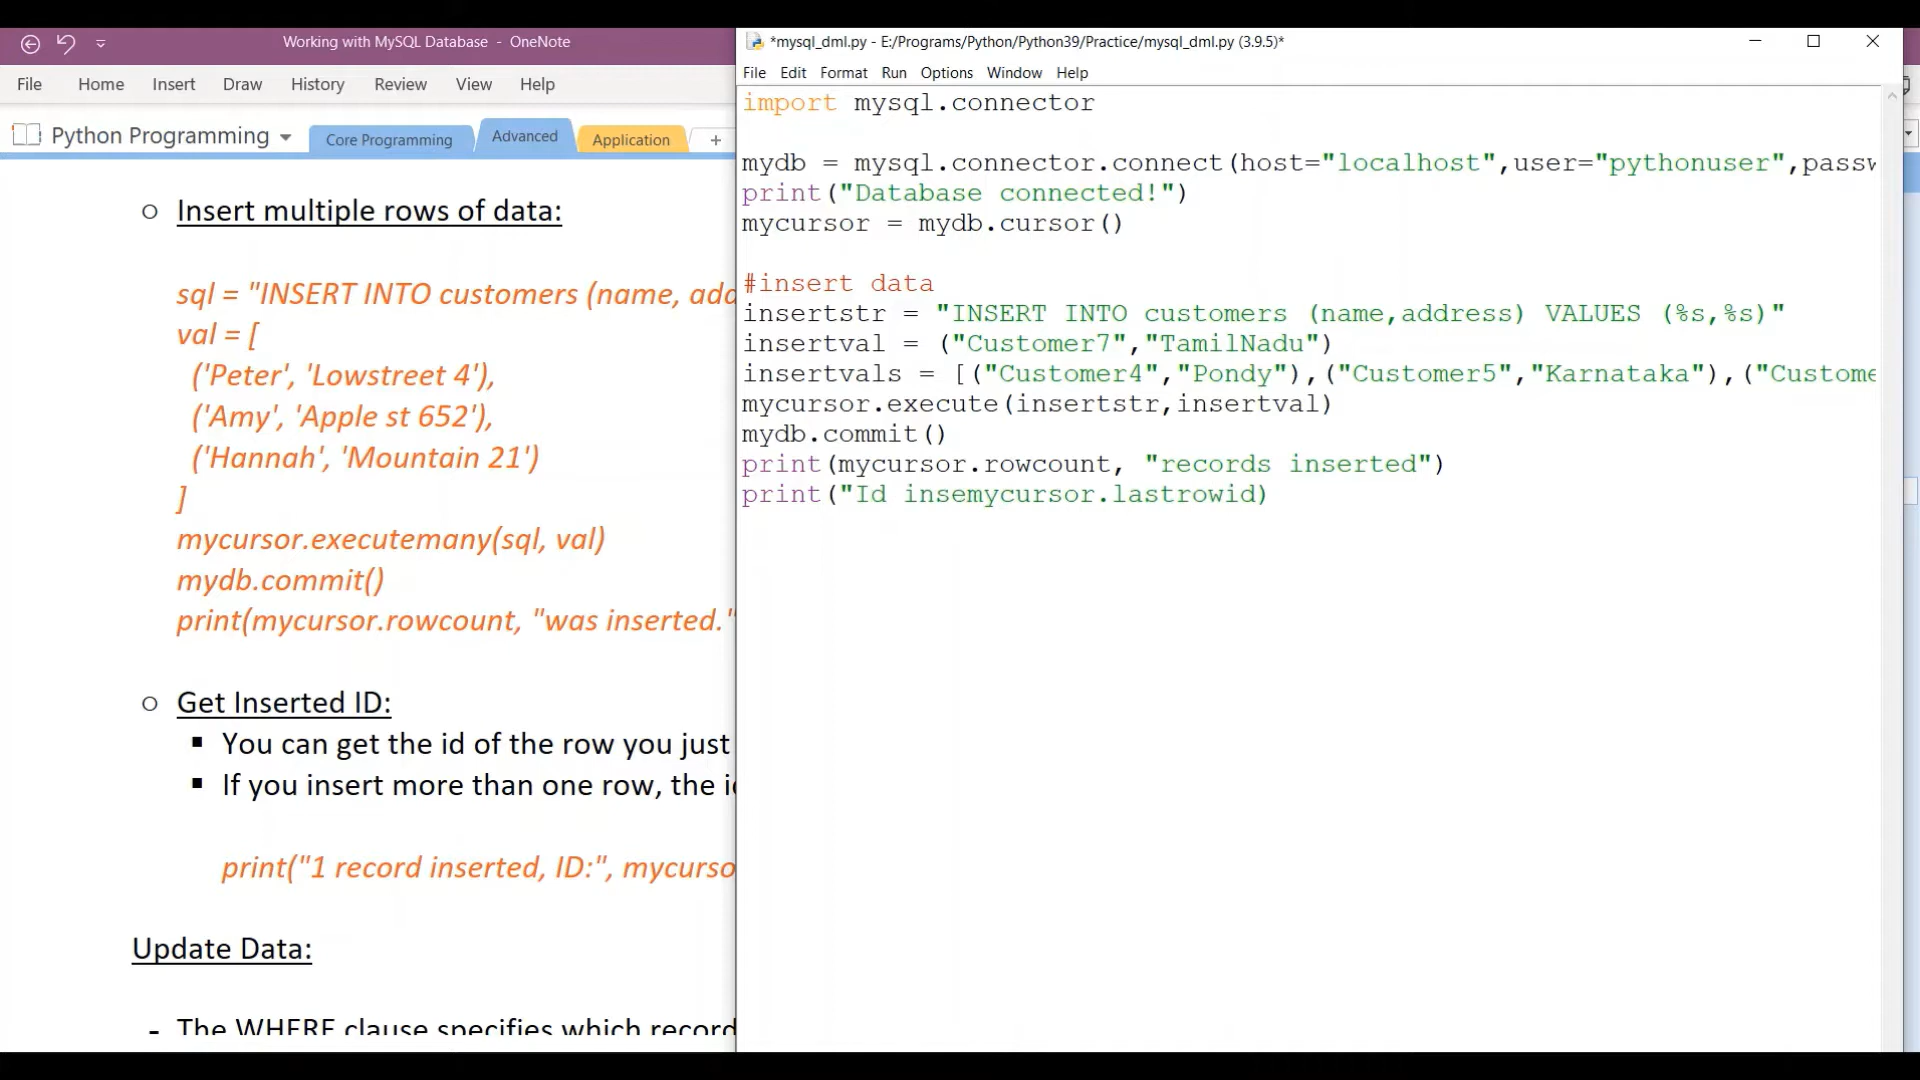 Working with MySQL Database - OneNote
File Home Insert Draw History Review View Help
Python Programming Core Programming Advanced Application +
○ Insert multiple rows of data:
sql = "INSERT INTO customers (name, add
val = [
('Peter', 'Lowstreet 4'),
('Amy', 'Apple st 652'),
('Hannah', 'Mountain 21')
]
mycursor.executemany(sql, val)
mydb.commit()
print(mycursor.rowcount, "was inserted."
○ Get Inserted ID:
▪ You can get the id of the row you just
▪ If you insert more than one row, the
print("1 record inserted, ID:", mycurso
Update Data:
- The WHERE clause specifies which record
*mysql_dml.py - E:/Programs/Python/Python39/Practice/mysql_dml.py (3.9.5)*
File Edit Format Run Options Window Help
import mysql.connector
mydb = mysql.connector.connect(host="localhost",user="pythonuser",passw
print("Database connected!")
mycursor = mydb.cursor()
#insert data
insertstr = "INSERT INTO customers (name,address) VALUES (%s,%s)"
insertval = ("Customer7","TamilNadu")
insertvals = [("Customer4","Pondy"),("Customer5","Karnataka"),("Custome
mycursor.execute(insertstr,insertval)
mydb.commit()
print(mycursor.rowcount, "records inserted")
print("Id insemycursor.lastrowid)